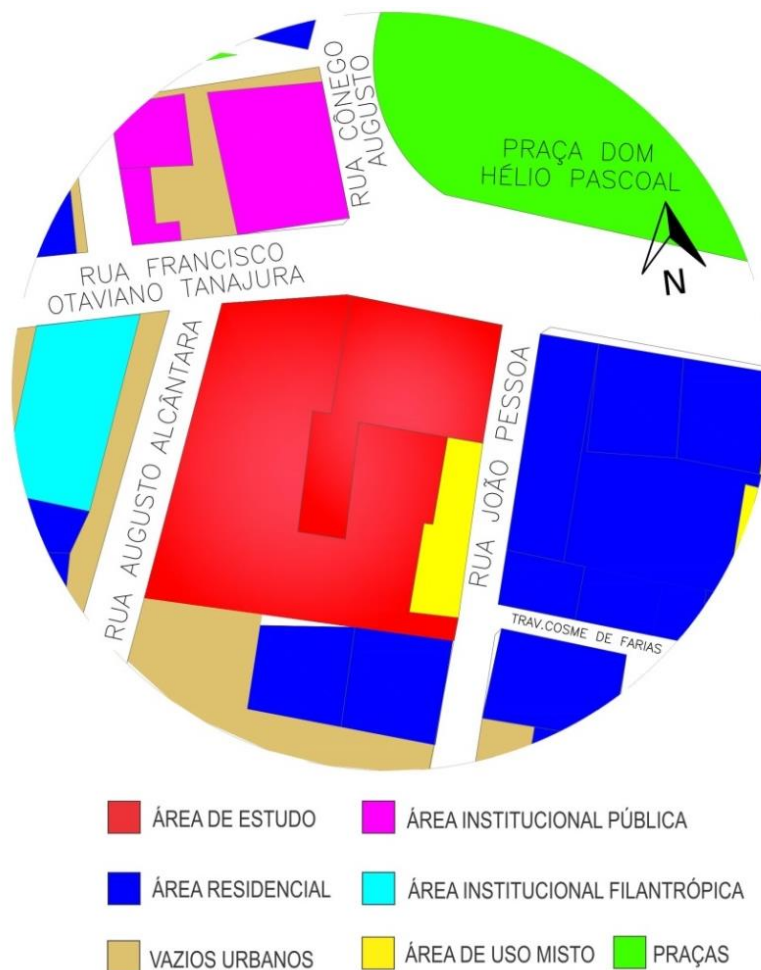 RUA CÔNEGO
AUGUSTO
PRAÇA DOM
HÉLIO PASCOAL
N
RUA FRANCISCO
OTAVIANO TANAJURA
RUA AUGUSTO ALCÂNTARA
RUA JOÃO PESSOA
TRAV.COSME DE FARIAS
ÁREA DE ESTUDO
ÁREA INSTITUCIONAL PÚBLICA
ÁREA RESIDENCIAL
ÁREA INSTITUCIONAL FILANTRÓPICA
VAZIOS URBANOS
ÁREA DE USO MISTO
PRAÇAS